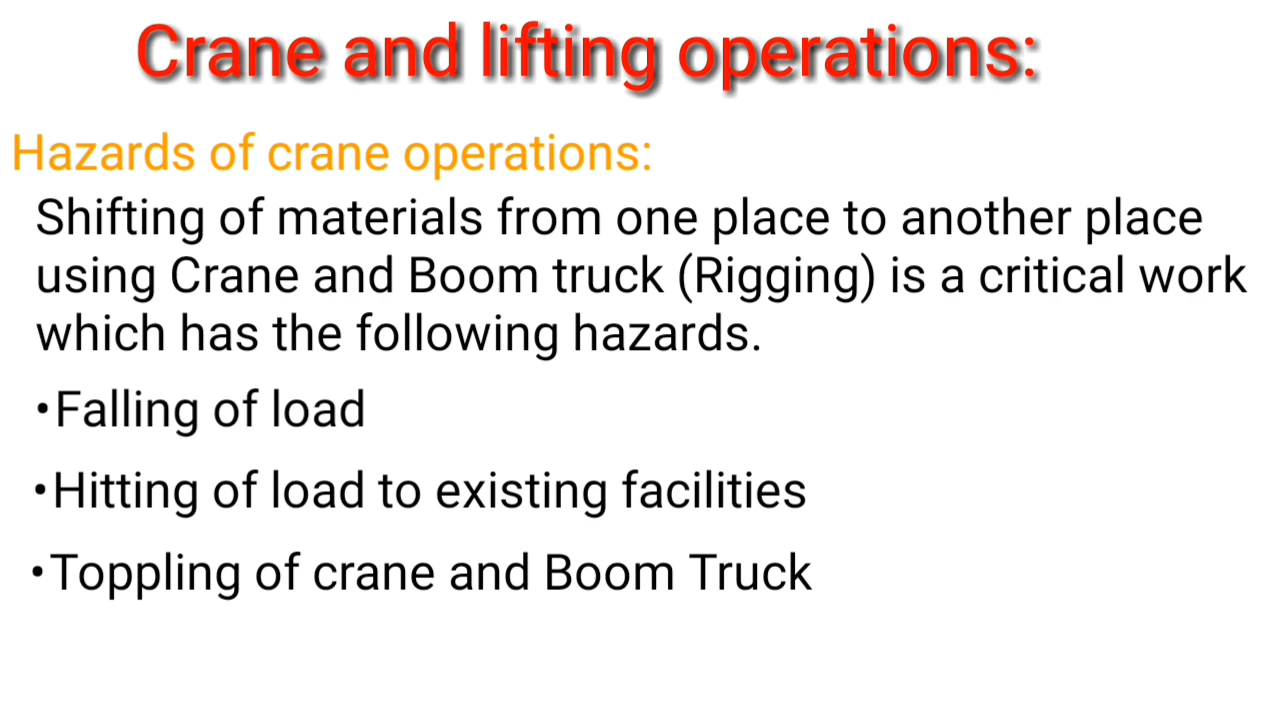 Crane and lifting operations:
Hazards of crane operations:
Shifting of materials from one place to another place
using Crane and Boom truck (Rigging) is a critical work
which has the following hazards.
•Falling of load
•Hitting of load to existing facilities
•Toppling of crane and Boom Truck